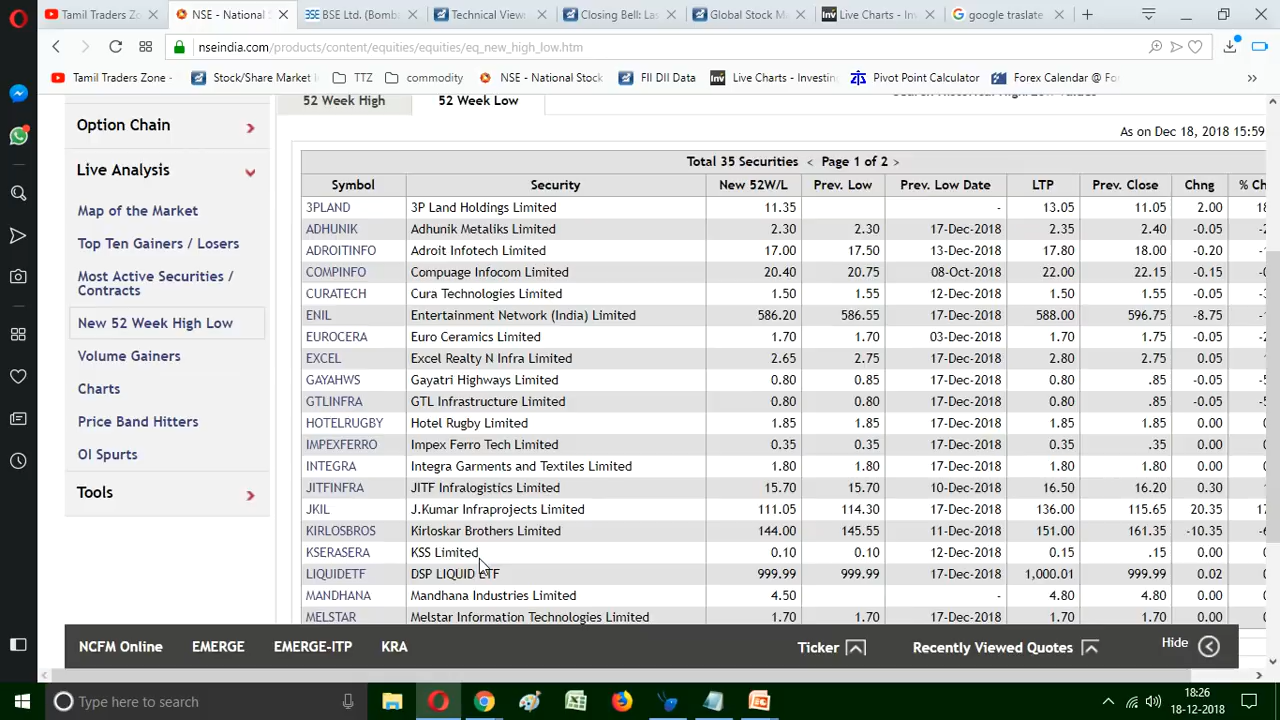 Tamil Traders Zone
NSE - National S
BSE Ltd. (Bomb
Technical View
Closing Bell: La
Global Stock M
Live Charts - Inv
google traslate
nseindia.com/products/content/equities/equities/eq_new_high_low.htm
Tamil Traders Zone -
Stock/Share Market
TTZ
commodity
NSE - National Stock
FII DII Data
Live Charts - Investing
Pivot Point Calculator
Forex Calendar @ Fo
Option Chain
Live Analysis
Map of the Market
Top Ten Gainers / Losers
Most Active Securities /
Contracts
New 52 Week High Low
Volume Gainers
Charts
Price Band Hitters
OI Spurts
Tools
52 Week High
52 Week Low
As on Dec 18, 2018 15:59
Total 35 Securities < Page 1 of 2 >
Symbol Security New 52W/L Prev. Low Prev. Low Date LTP Prev. Close Chng % Ch
3PLAND 3P Land Holdings Limited 11.35 - 13.05 11.05 2.00 18
ADHUNIK Adhunik Metaliks Limited 2.30 2.30 17-Dec-2018 2.35 2.40 -0.05 -2
ADROITINFO Adroit Infotech Limited 17.00 17.50 13-Dec-2018 17.80 18.00 -0.20 -1
COMPINFO Compuage Infocom Limited 20.40 20.75 08-Oct-2018 22.00 22.15 -0.15 -0
CURATECH Cura Technologies Limited 1.50 1.55 12-Dec-2018 1.50 1.55 -0.05 -3
ENIL Entertainment Network (India) Limited 586.20 586.55 17-Dec-2018 588.00 596.75 -8.75 -1
EUROCERA Euro Ceramics Limited 1.70 1.70 03-Dec-2018 1.70 1.75 -0.05 -2
EXCEL Excel Realty N Infra Limited 2.65 2.75 17-Dec-2018 2.80 2.75 0.05 1
GAYAHWS Gayatri Highways Limited 0.80 0.85 17-Dec-2018 0.80 .85 -0.05 -5
GTLINFRA GTL Infrastructure Limited 0.80 0.80 17-Dec-2018 0.80 .85 -0.05 -5
HOTELRUGBY Hotel Rugby Limited 1.85 1.85 17-Dec-2018 1.85 1.85 0.00 0
IMPEXFERRO Impex Ferro Tech Limited 0.35 0.35 17-Dec-2018 0.35 .35 0.00 0
INTEGRA Integra Garments and Textiles Limited 1.80 1.80 17-Dec-2018 1.80 1.80 0.00 0
JITFINFRA JITF Infralogistics Limited 15.70 15.70 10-Dec-2018 16.50 16.20 0.30 1
JKIL J.Kumar Infraprojects Limited 111.05 114.30 17-Dec-2018 136.00 115.65 20.35 17
KIRLOSBROS Kirloskar Brothers Limited 144.00 145.55 11-Dec-2018 151.00 161.35 -10.35 -6
KSERASERA KSS Limited 0.10 0.10 12-Dec-2018 0.15 .15 0.00 0
LIQUIDETF DSP LIQUID ETF 999.99 999.99 17-Dec-2018 1,000.01 999.99 0.02 0
MANDHANA Mandhana Industries Limited 4.50 - 4.80 4.80 0.00 0
MELSTAR Melstar Information Technologies Limited 1.70 1.70 17-Dec-2018 1.70 1.70 0.00 0
NCFM Online
EMERGE
EMERGE-ITP
KRA
Ticker
Recently Viewed Quotes
Hide
Type here to search
18:26
18-12-2018